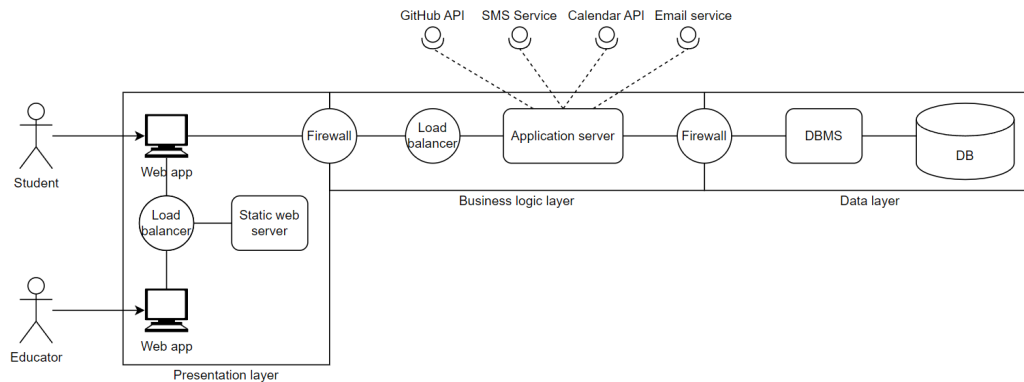 GitHub API
SMS Service
Calendar API
Email service
Student
Web app
Firewall
Load
balancer
Application server
Firewall
DBMS
DB
Business logic layer
Data layer
Load
balancer
Static web
server
Educator
Web app
Presentation layer